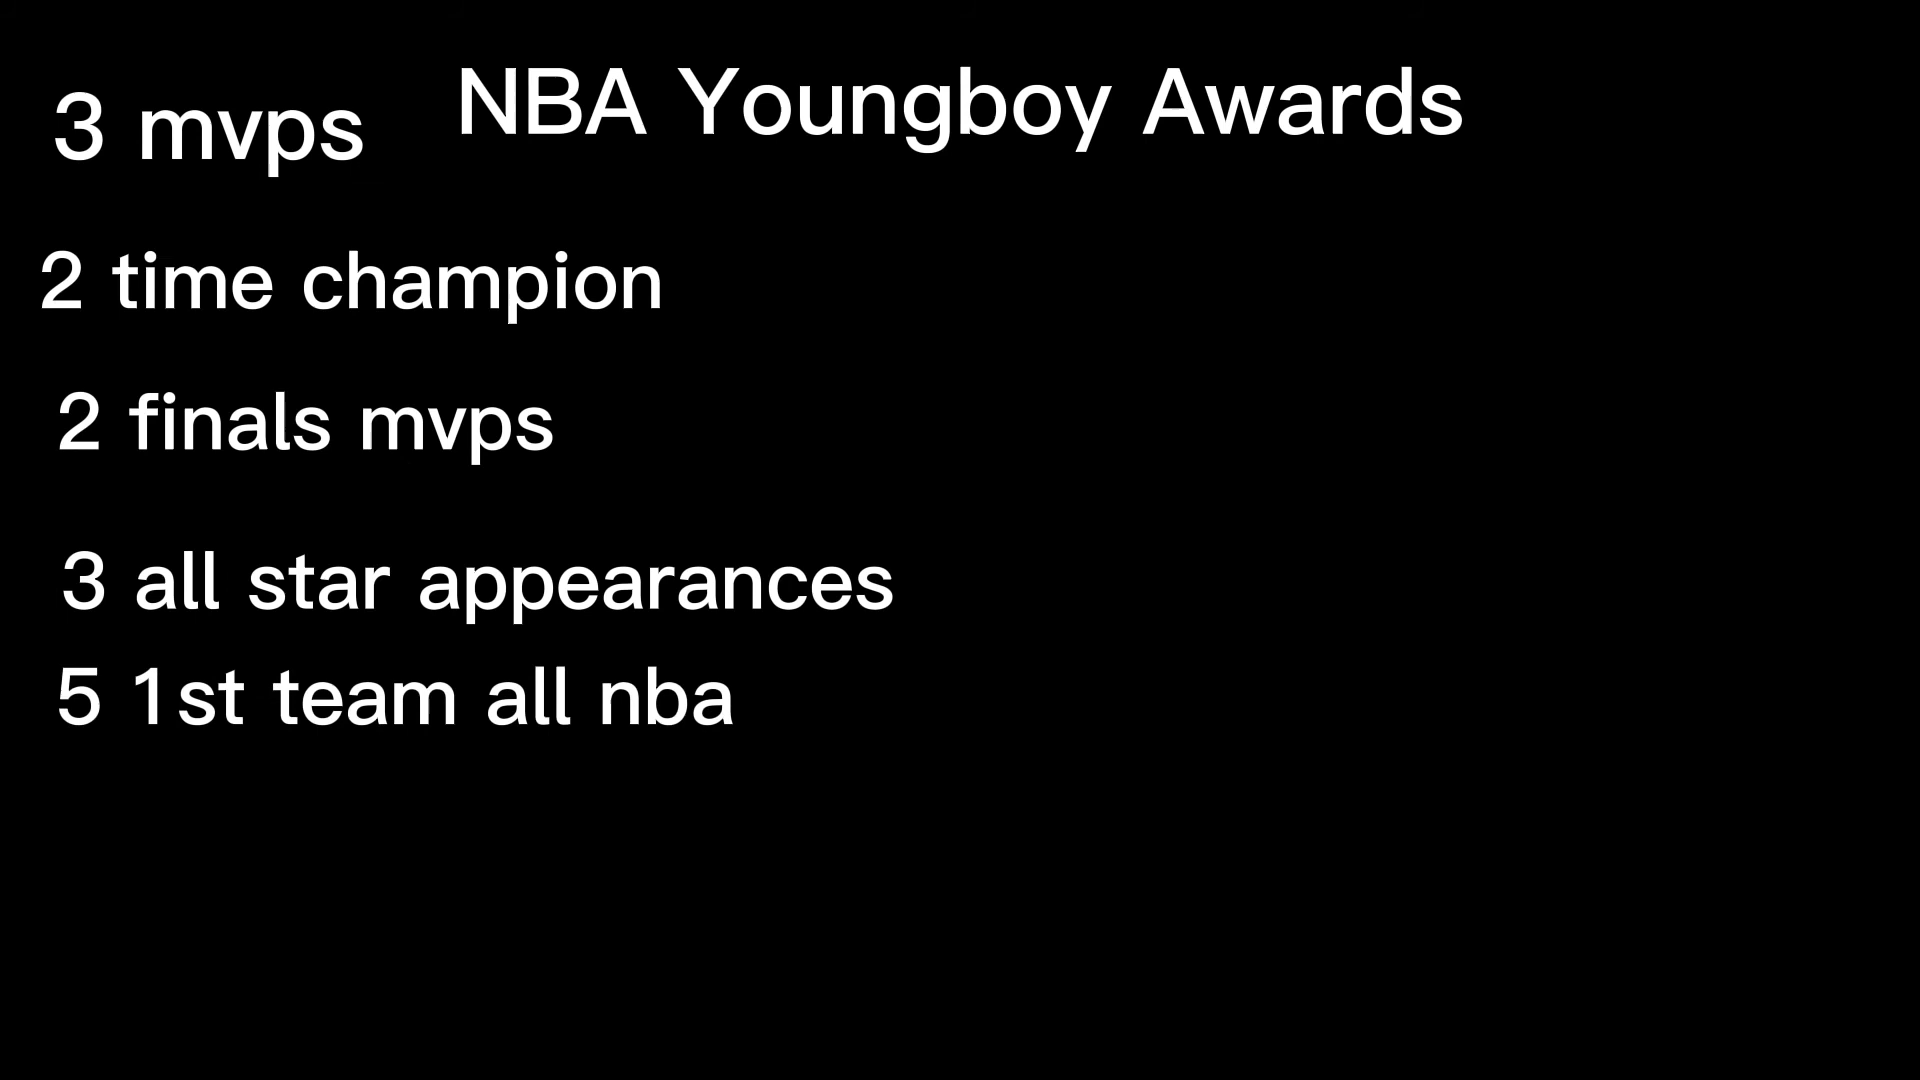 NBA Youngboy Awards
3 mvps
2 time champion
2 finals mvps
3 all star appearances
5 1st team all nba